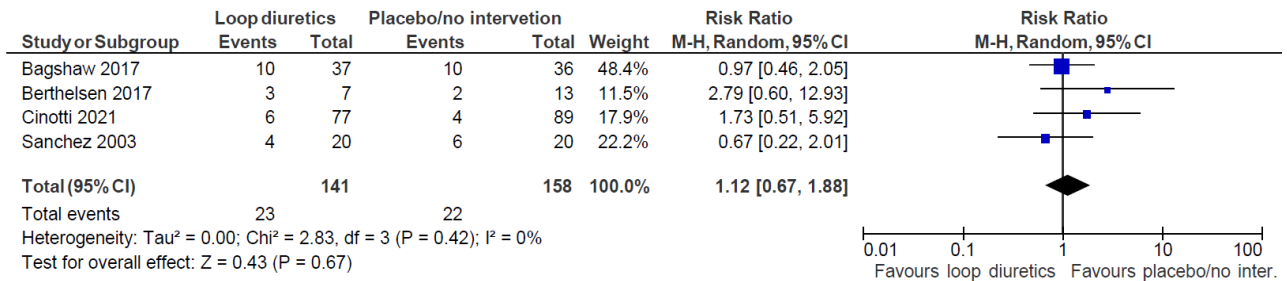 Loop diuretics Placebo/no intervetion Risk Ratio Risk Ratio
Study or Subgroup Events Total Events Total Weight M-H, Random, 95% CI M-H, Random, 95% CI
Bagshaw 2017 10 37 10 36 48.4% 0.97 [0.46, 2.05]
Berthelsen 2017 3 7 2 13 11.5% 2.79 [0.60, 12.93]
Cinotti 2021 6 77 4 89 17.9% 1.73 [0.51, 5.92]
Sanchez 2003 4 20 6 20 22.2% 0.67 [0.22, 2.01]
Total (95% CI) 141 158 100.0% 1.12 [0.67, 1.88]
Total events 23 22
Heterogeneity: Tau² = 0.00; Chi² = 2.83, df = 3 (P = 0.42); I² = 0%
Test for overall effect: Z = 0.43 (P = 0.67)
0.01 0.1 1 10 100
Favours loop diuretics Favours placebo/no inter.